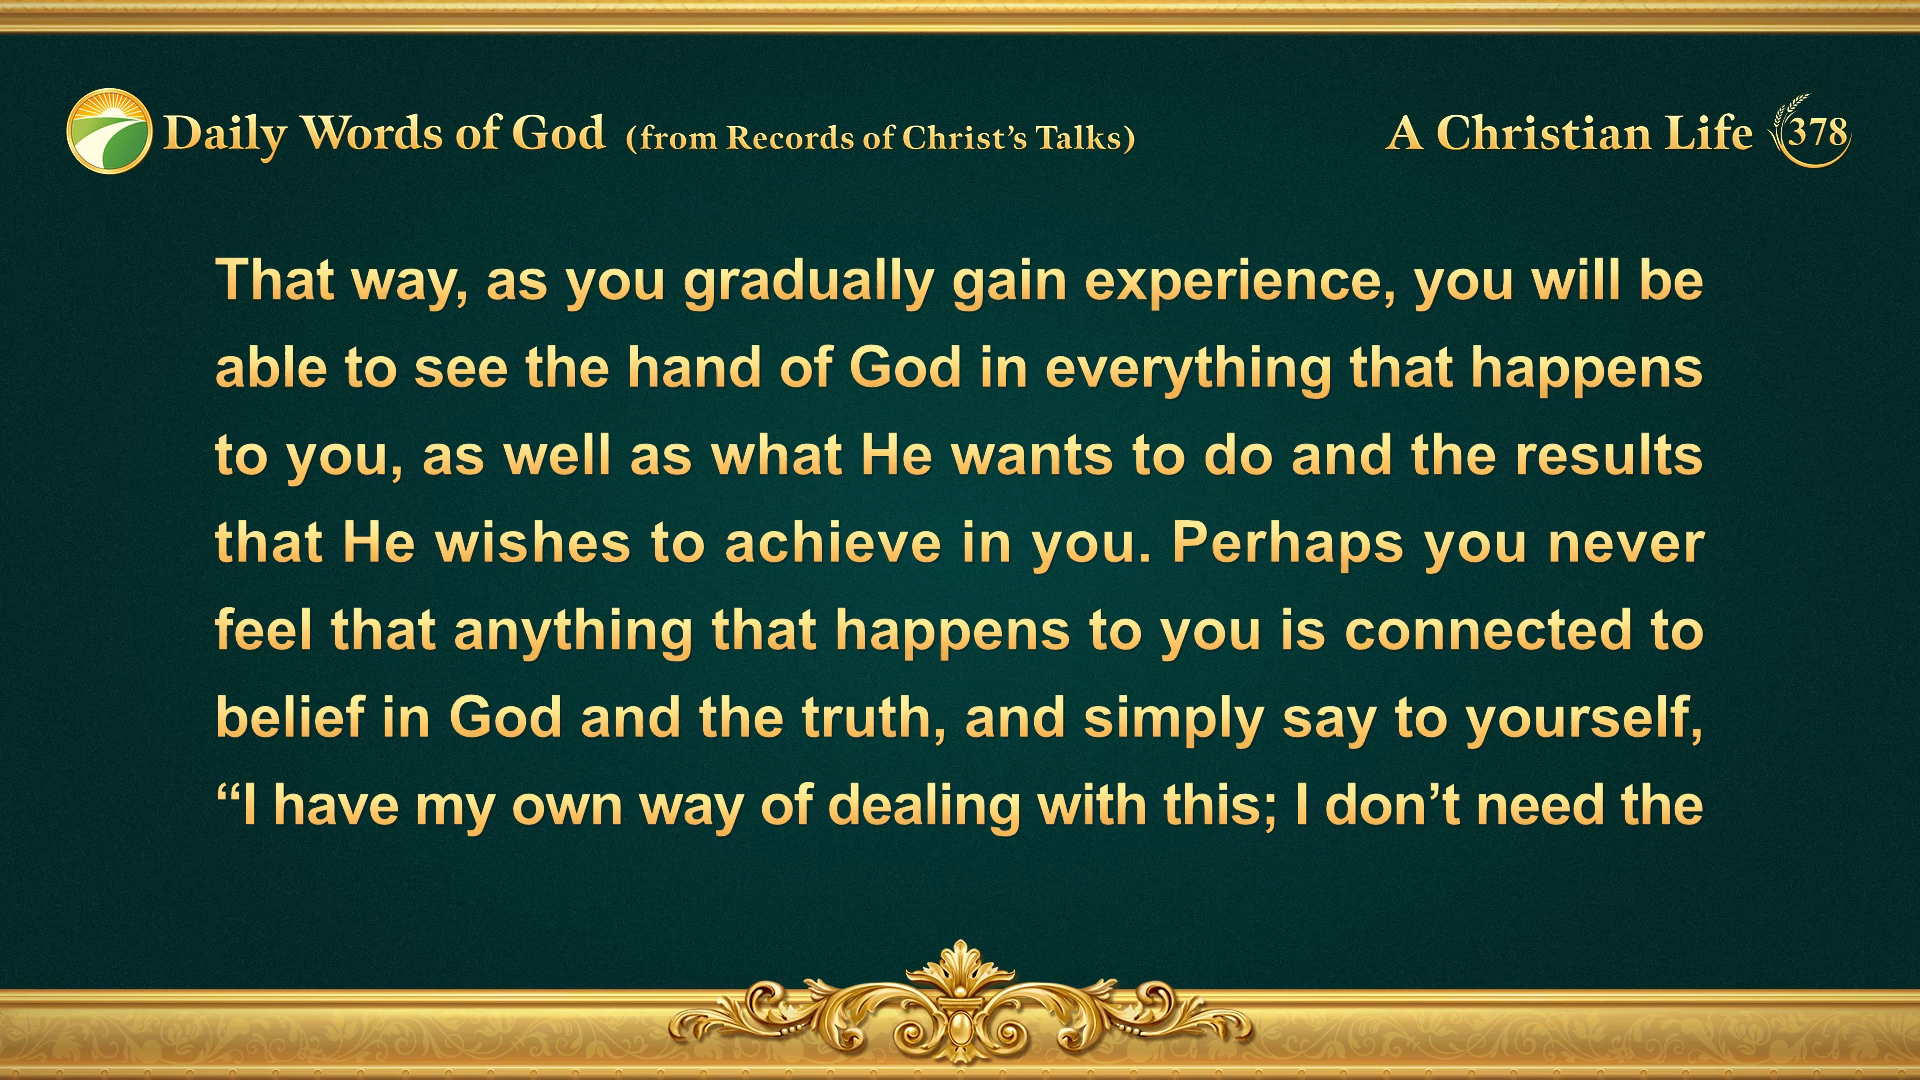 Daily Words of God (from Records of Christ’s Talks) A Christian Life 378
That way, as you gradually gain experience, you will be
able to see the hand of God in everything that happens
to you, as well as what He wants to do and the results
that He wishes to achieve in you. Perhaps you never
feel that anything that happens to you is connected to
belief in God and the truth, and simply say to yourself,
“I have my own way of dealing with this; I don’t need the